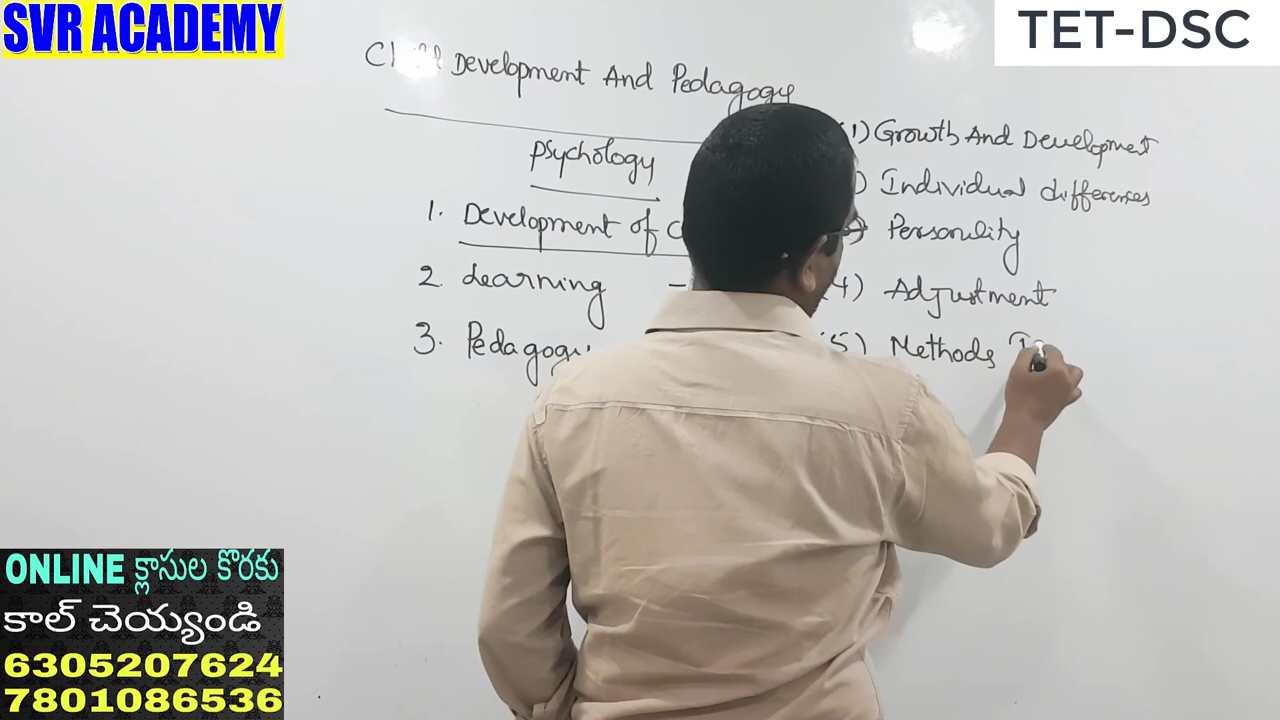 SVR ACADEMY
TET-DSC
Development And Pedagogy
Psychology
1. Development of
2. Learning -
3. Pedagogy
1) Growth And Development
) Individual differences
) Personality
4) Adjustment
(5) Methods
ONLINE క్లాసుల కొరకు
కాల్ చెయ్యండి
6305207624
7801086536